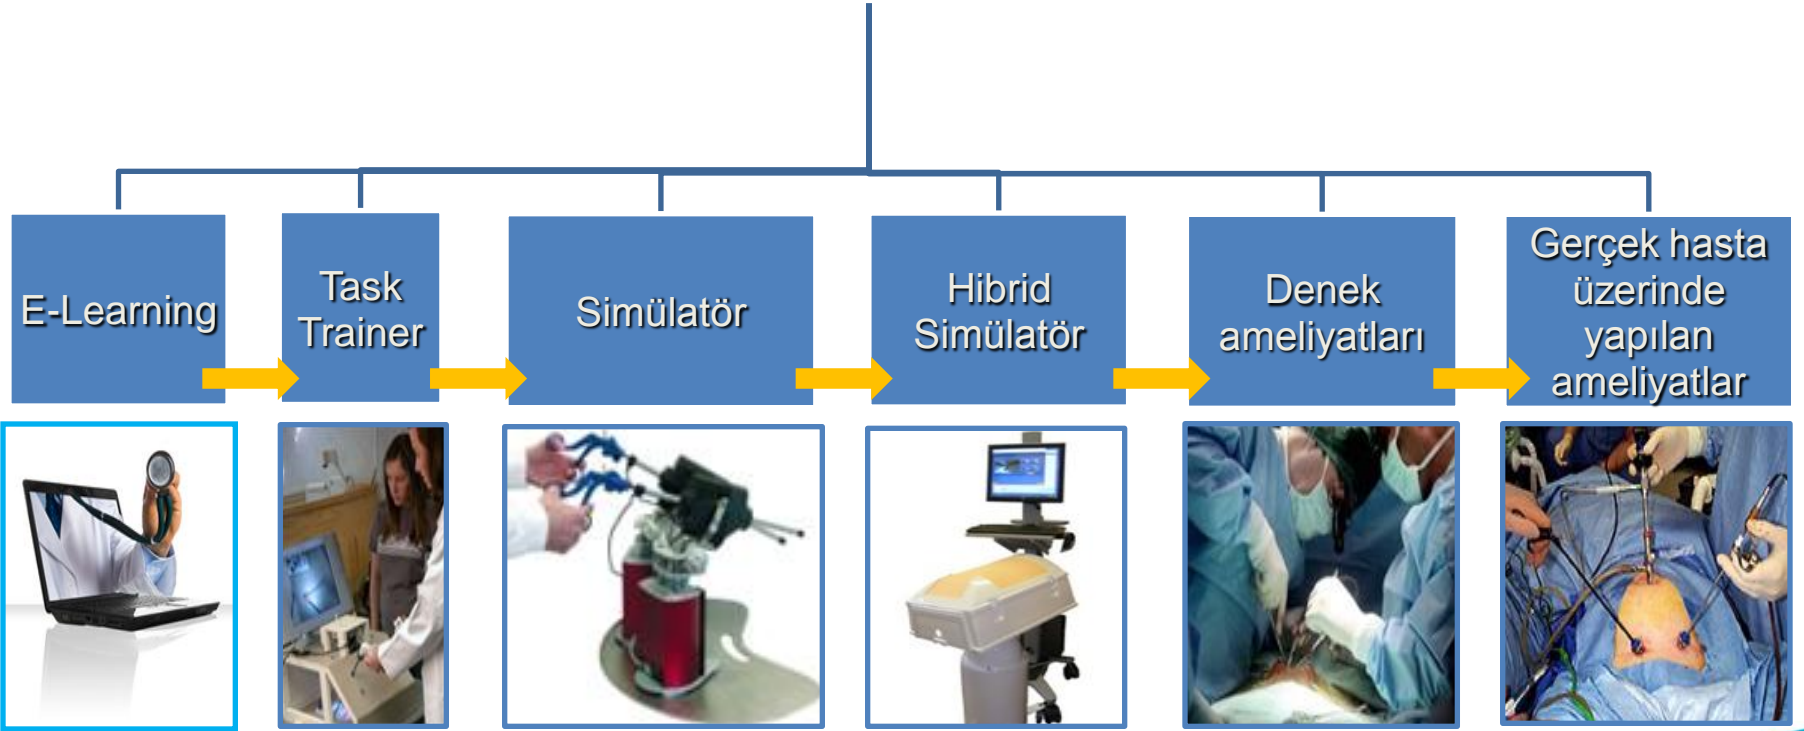 E-Learning
Task
Trainer
Simülatör
Hibrid
Simülatör
Denek
ameliyatları
Gerçek hasta
üzerinde
yapılan
ameliyatlar